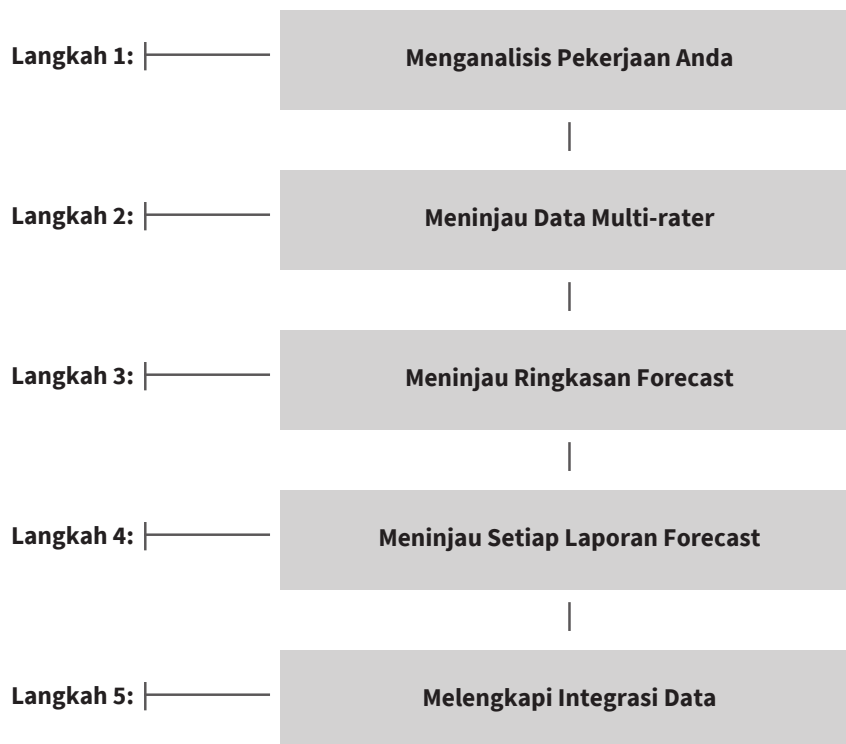 Langkah 1:
Menganalisis Pekerjaan Anda
Langkah 2:
Meninjau Data Multi-rater
Langkah 3:
Meninjau Ringkasan Forecast
Langkah 4:
Meninjau Setiap Laporan Forecast
Langkah 5:
Melengkapi Integrasi Data